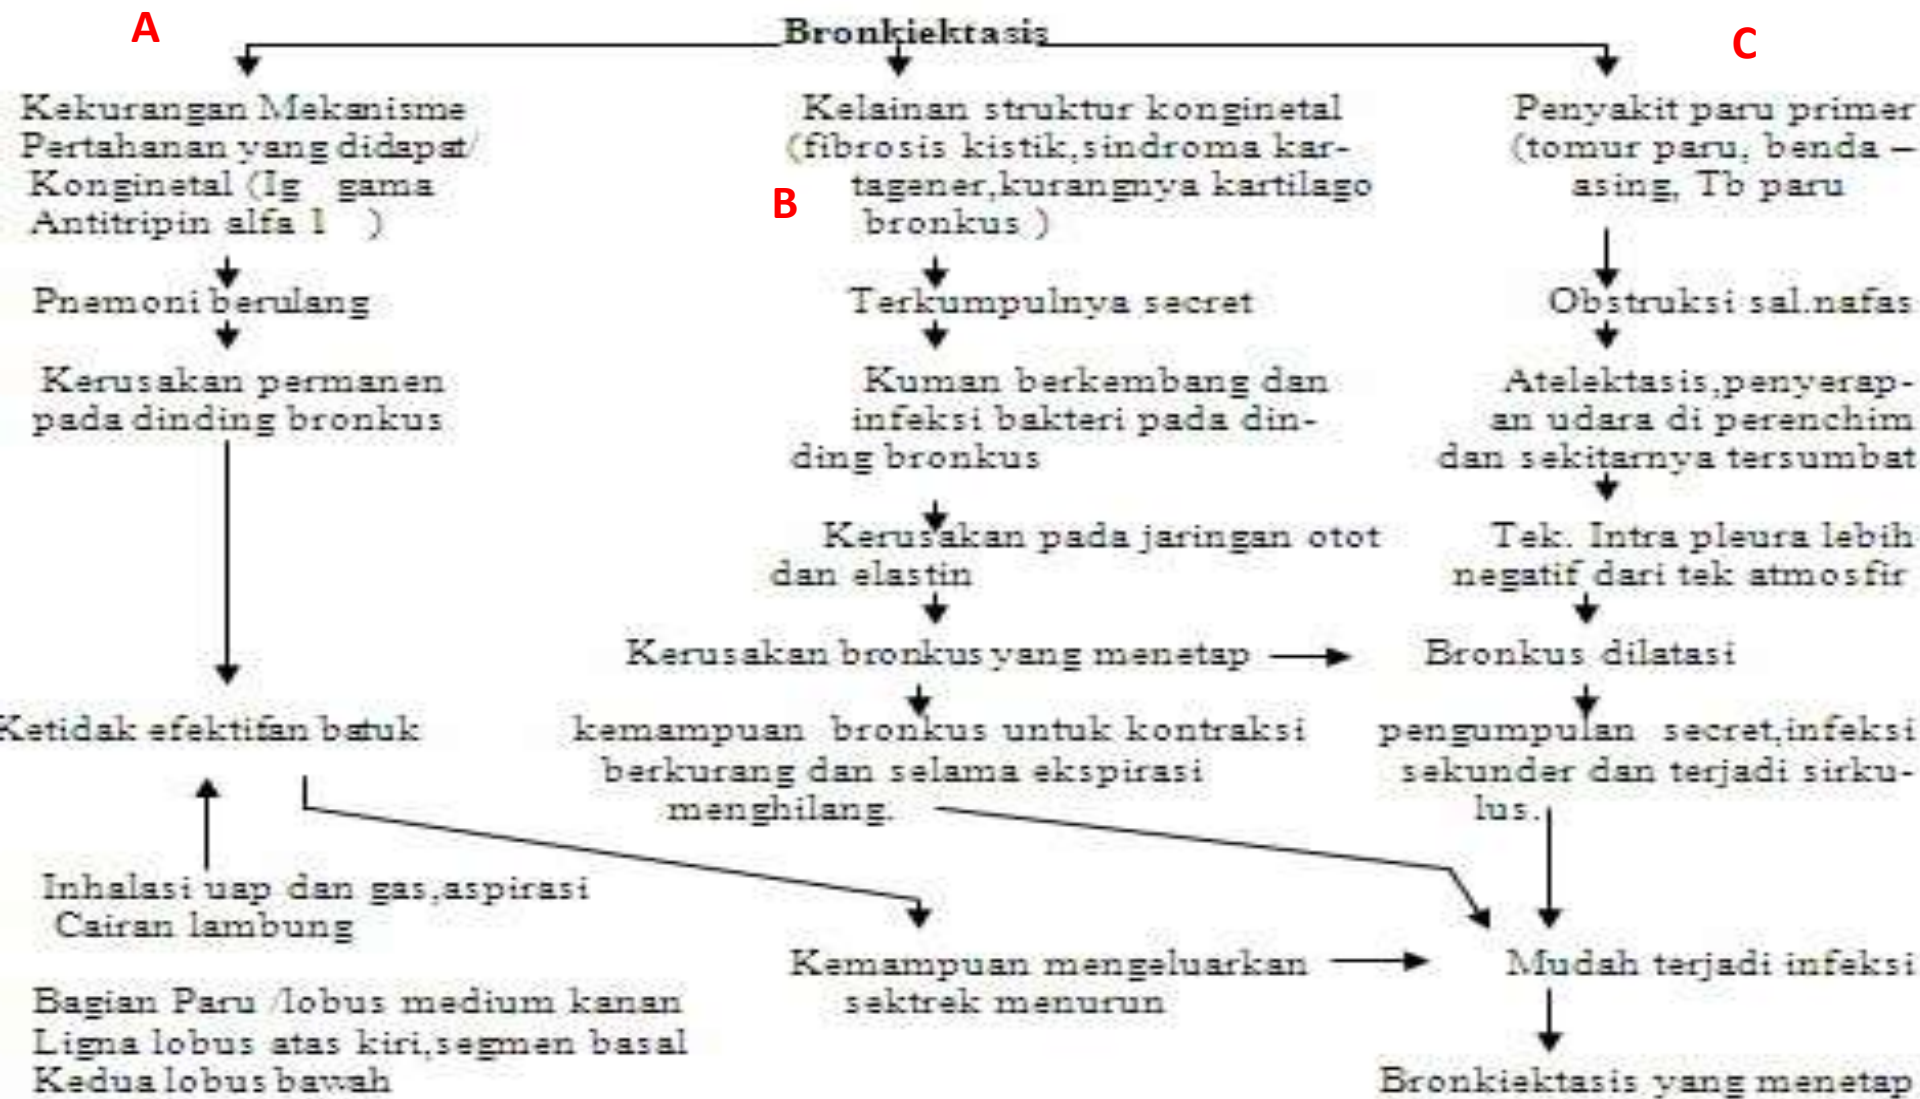 A
Bronkiektasis
C
Kekurangan Mekanisme
Pertahanan yang didapat/
Konginetal (Ig gama
Antitripin alfa 1 )
Pnemoni berulang
Kerusakan permanen
pada dinding bronkus
Ketidak efektifan batuk
Inhalasi uap dan gas,aspirasi
Cairan lambung
Bagian Paru /lobus medium kanan
Ligna lobus atas kiri,segmen basal
Kedua lobus bawah
B
Kelainan struktur konginetal
(fibrosis kistik,sindroma kar-
tagener,kurangnya kartilago
bronkus )
Terkumpulnya secret
Kuman berkembang dan
infeksi bakteri pada din-
ding bronkus
Kerusakan pada jaringan otot
dan elastin
Kerusakan bronkus yang menetap
kemampuan bronkus untuk kontraksi
berkurang dan selama ekspirasi
menghilang.
Kemampuan mengeluarkan
sektrek menurun
Penyakit paru primer
(tomur paru, benda –
asing, Tb paru
Obstruksi sal.nafas
Atelektasis,penyerap-
an udara di perenchim
dan sekitarnya tersumbat
Tek. Intra pleura lebih
negatif dari tek atmosfir
Bronkus dilatasi
pengumpulan secret,infeksi
sekunder dan terjadi sirku-
lus.
Mudah terjadi infeksi
Bronkiektasis yang menetap